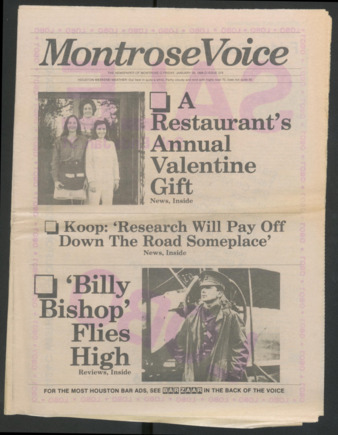 MontroseVoice
❑ A
Restaurant's
Annual
Valentine
Gift
News, Inside
❑ Koop: 'Research Will Pay Off
Down The Road Someplace'
News, Inside
❑ 'Billy
Bishop'
Flies
High
Reviews, Inside
FOR THE MOST HOUSTON BAR ADS, SEE BAR ZAAR IN THE BACK OF THE VOICE